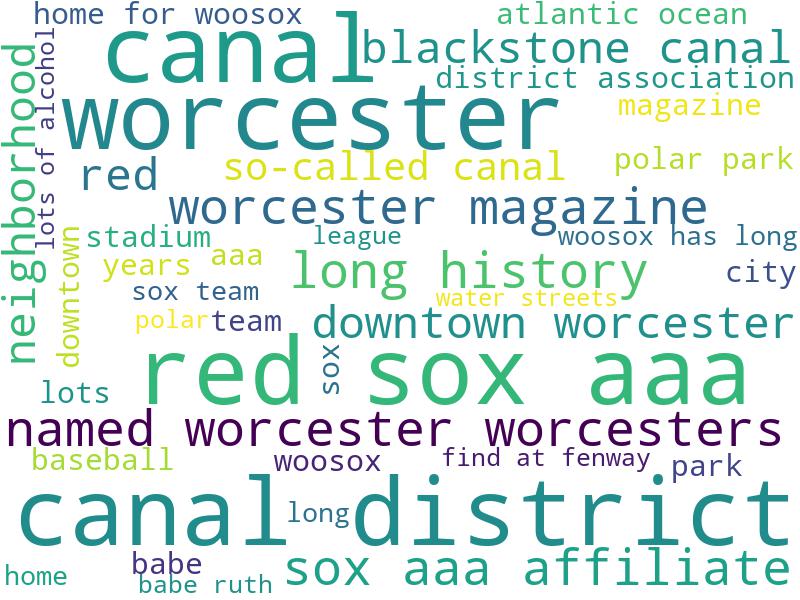 home for woosox
atlantic ocean
canal
blackstone canal
district association
neighborhood
lots of alcohol
worcester
magazine
red
so-called canal
polar park
worcester magazine
downtown
stadium
league
woosox has long
years
aaa
long history
city
sox team
water streets
polar
team
downtown worcester
red sox aaa
sox
lots
named worcester worcesters
baseball
woosox
find at fenway
park
canal district
long
home
babe
babe ruth
sox aaa affiliate